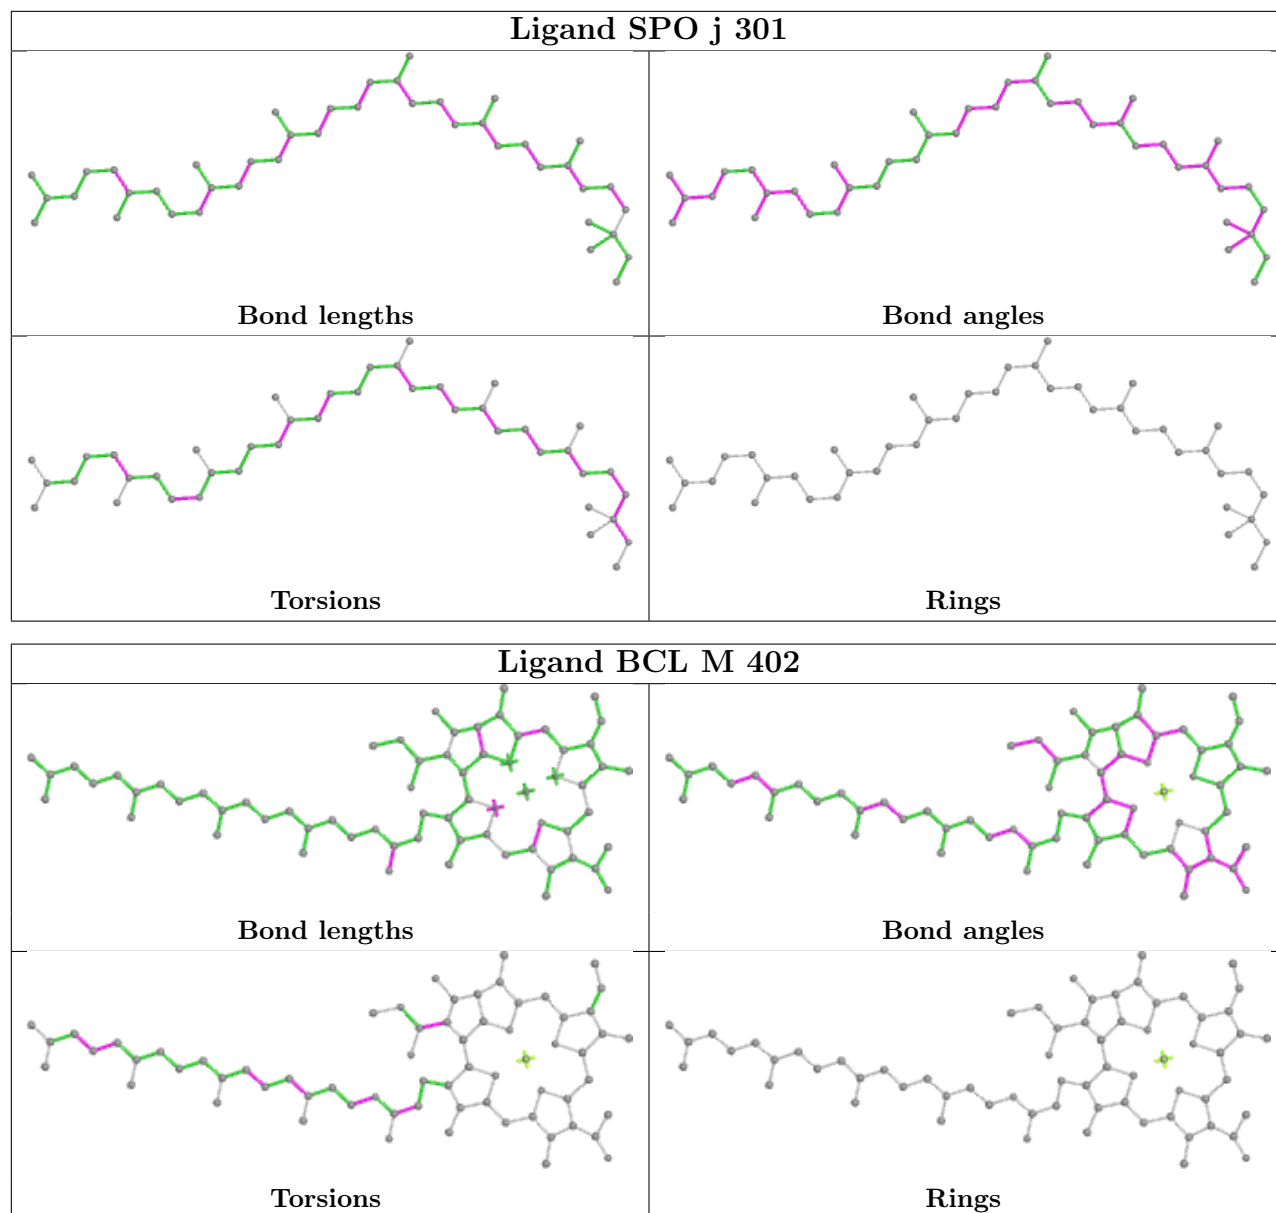 Ligand SPO j 301
Bond lengths
Bond angles
Torsions
Rings
Ligand BCL M 402
Bond lengths
Bond angles
Torsions
Rings